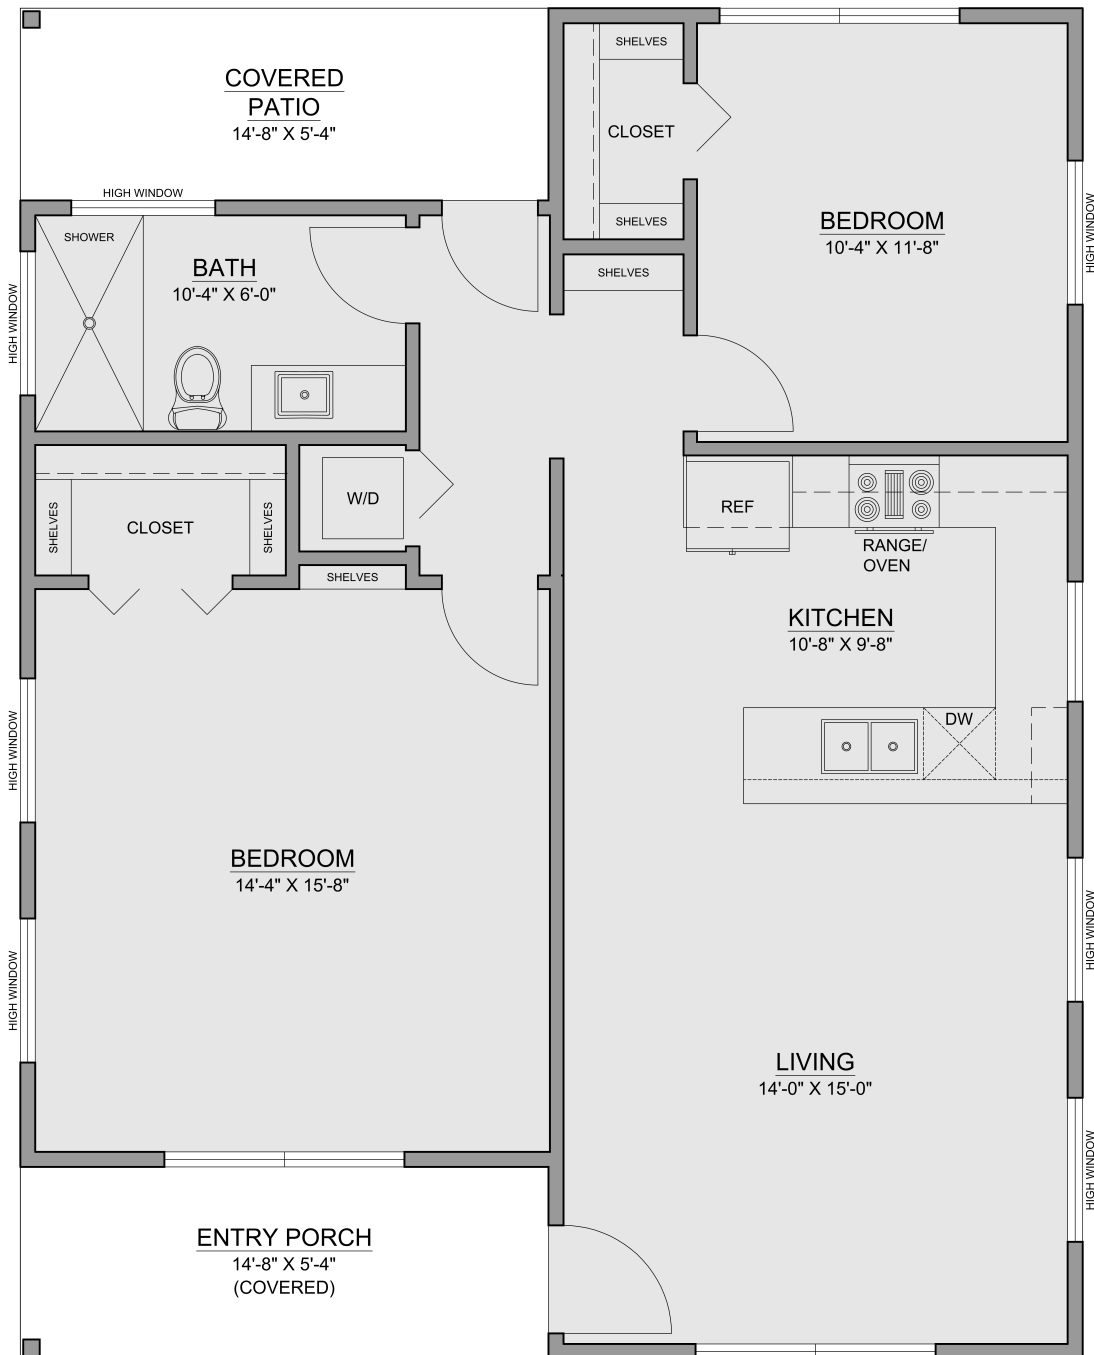 COVERED
PATIO
14'-8" X 5'-4"
SHELVES
CLOSET
SHELVES
SHELVES
BEDROOM
10'-4" X 11'-8"
HIGH WINDOW
HIGH WINDOW
SHOWER
BATH
10'-4" X 6'-0"
HIGH WINDOW
SHELVES
CLOSET
SHELVES
W/D
SHELVES
REF
RANGE/
OVEN
KITCHEN
10'-8" X 9'-8"
DW
HIGH WINDOW
BEDROOM
14'-4" X 15'-8"
HIGH WINDOW
HIGH WINDOW
LIVING
14'-0" X 15'-0"
HIGH WINDOW
ENTRY PORCH
14'-8" X 5'-4"
(COVERED)